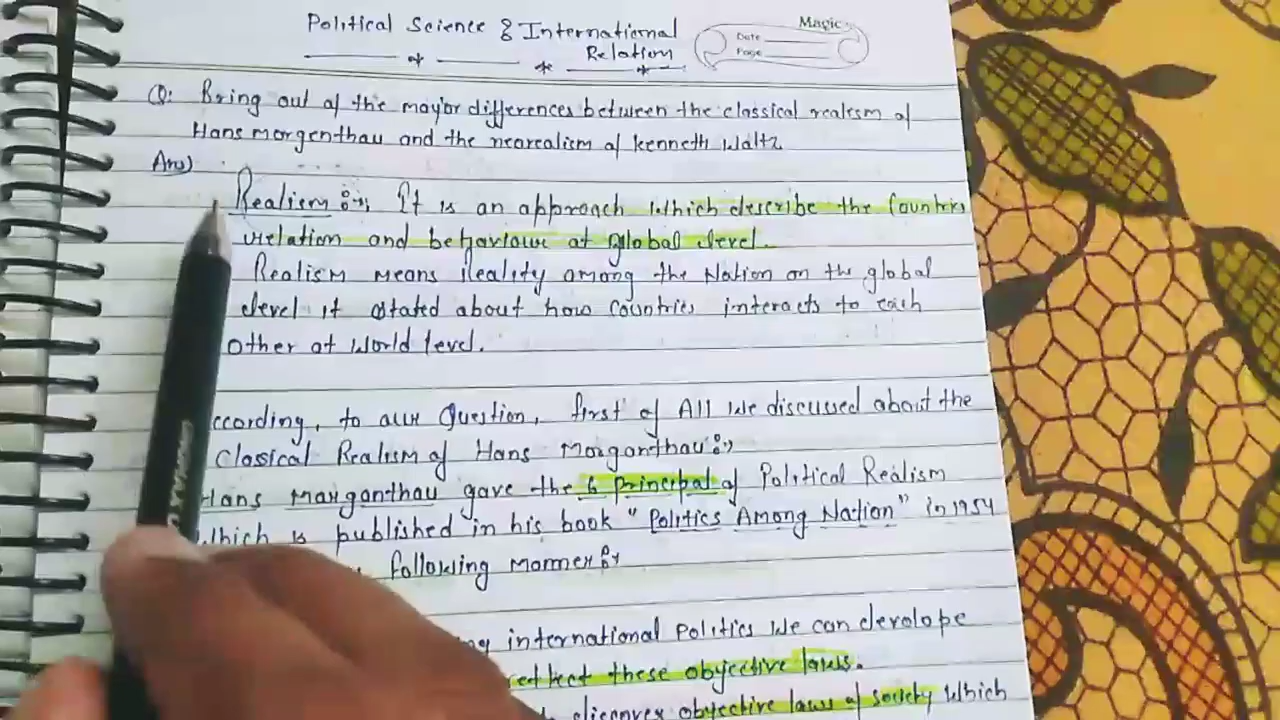 Political Science & International
Relation
Magic
Date
Page
Q: Bring out of the major differences between the classical realism of
Hans morgenthau and the neorealism of kenneth Waltz
Ans)
Realism :-, It is an approach which describe the Countries
relation and behaviour at global level.
Realism means Reality among the Nation on the global
level it stated about how countries interacts to each
other at World level.
ccording, to our Question, first of All We discussed about the
Classical Realism of Hans Morganthau:-,
Hans Morganthau gave the 6 principal of Political Realism
Which is published in his book "Politics Among Nation" in 1954
following manner:-,
international Politics We can develope
reflect these objective laws.
discover objective laws of society which